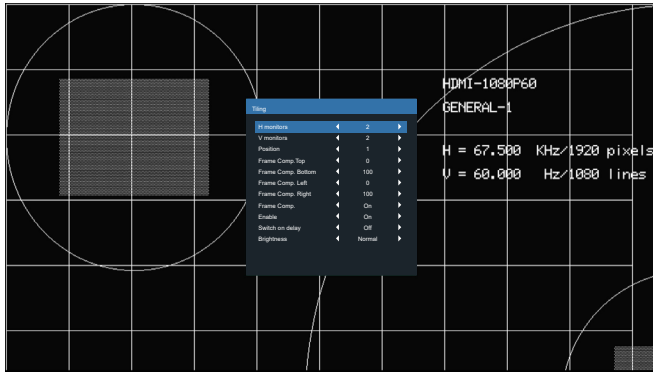 HDMI-1080P60
GENERAL-1
H = 67.500 KHz/1920 pixels
V = 60.000 Hz/1080 lines
Tiling
H monitors 2
V monitors 2
Position 1
Frame Comp.Top 0
Frame Comp. Bottom 100
Frame Comp. Left 0
Frame Comp. Right 100
Frame Comp. On
Enable On
Switch on delay Off
Brightness Normal